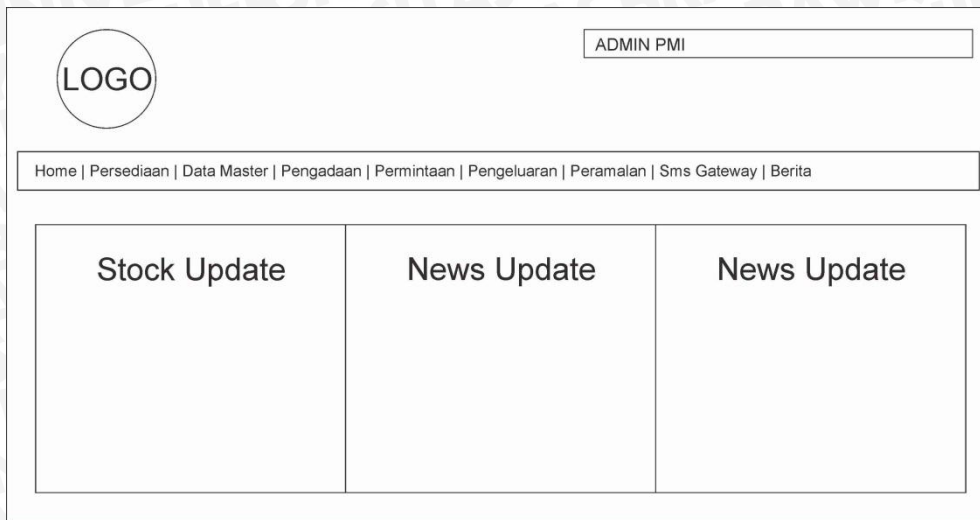 ADMIN PMI
LOGO
Home | Persediaan | Data Master | Pengadaan | Permintaan | Pengeluaran | Peramalan | Sms Gateway | Berita
Stock Update
News Update
News Update